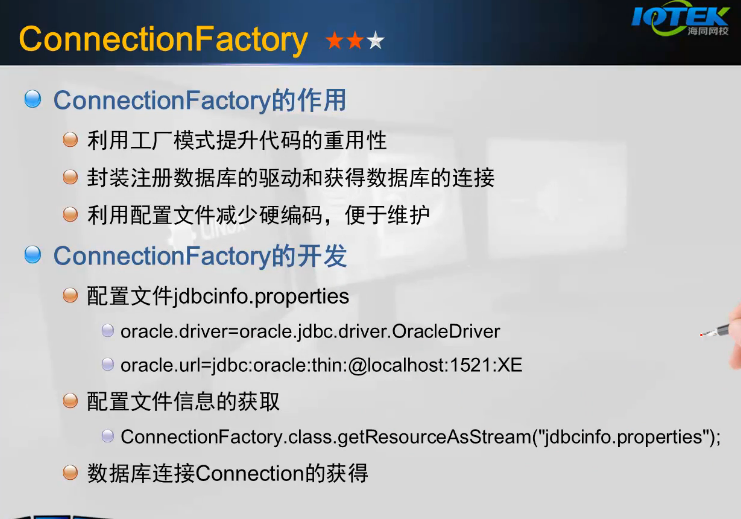 ConnectionFactory
IOTEK
海同网校
ConnectionFactory的作用
利用工厂模式提升代码的重用性
封装注册数据库的驱动和获得数据库的连接
利用配置文件减少硬编码，便于维护
ConnectionFactory的开发
配置文件jdbcinfo.properties
oracle.driver=oracle.jdbc.driver.OracleDriver
oracle.url=jdbc:oracle:thin:@localhost:1521:XE
配置文件信息的获取
ConnectionFactory.class.getResourceAsStream("jdbcinfo.properties");
数据库连接Connection的获得